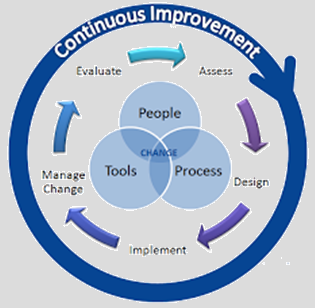 Continuous Improvement
Evaluate
Assess
People
CHANGE
Tools
Process
Manage
Change
Design
Implement